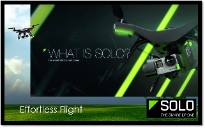 WHAT IS SOLO?
Effortless Flight
SOLO
THE SMART DRONE